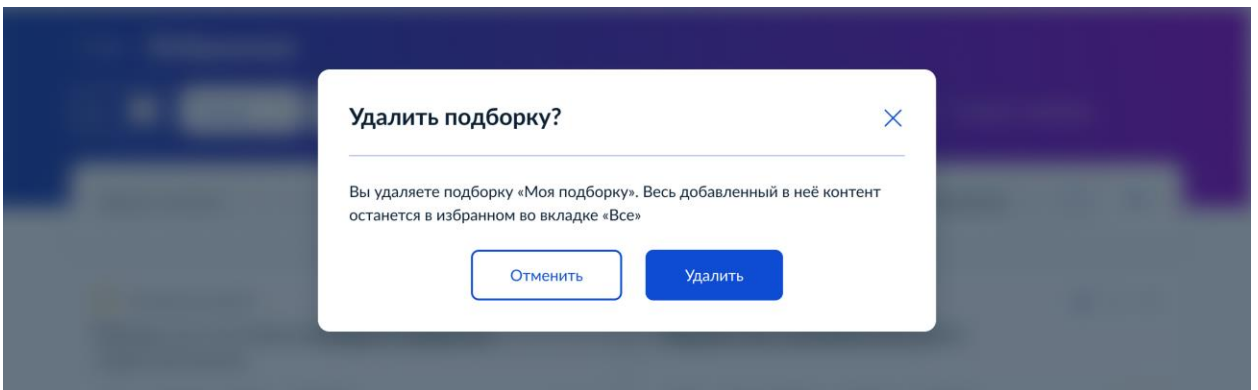 Удалить подборку?
Вы удаляете подборку «Моя подборку». Весь добавленный в неё контент
останется в избранном во вкладке «Все»
Отменить
Удалить